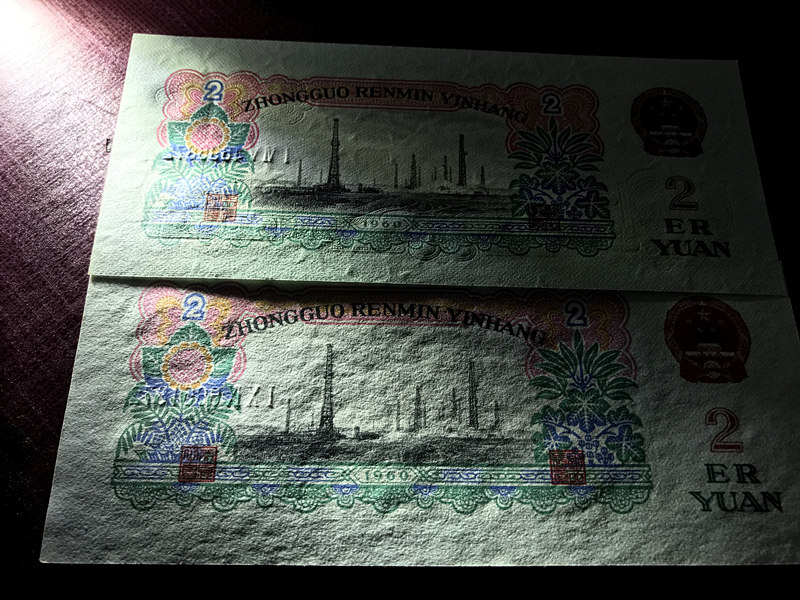 2 2
ZHONGGUO RENMIN YINHANG
1960
2
ER
YUAN
2 2
ZHONGGUO RENMIN YINHANG
1960
2
ER
YUAN